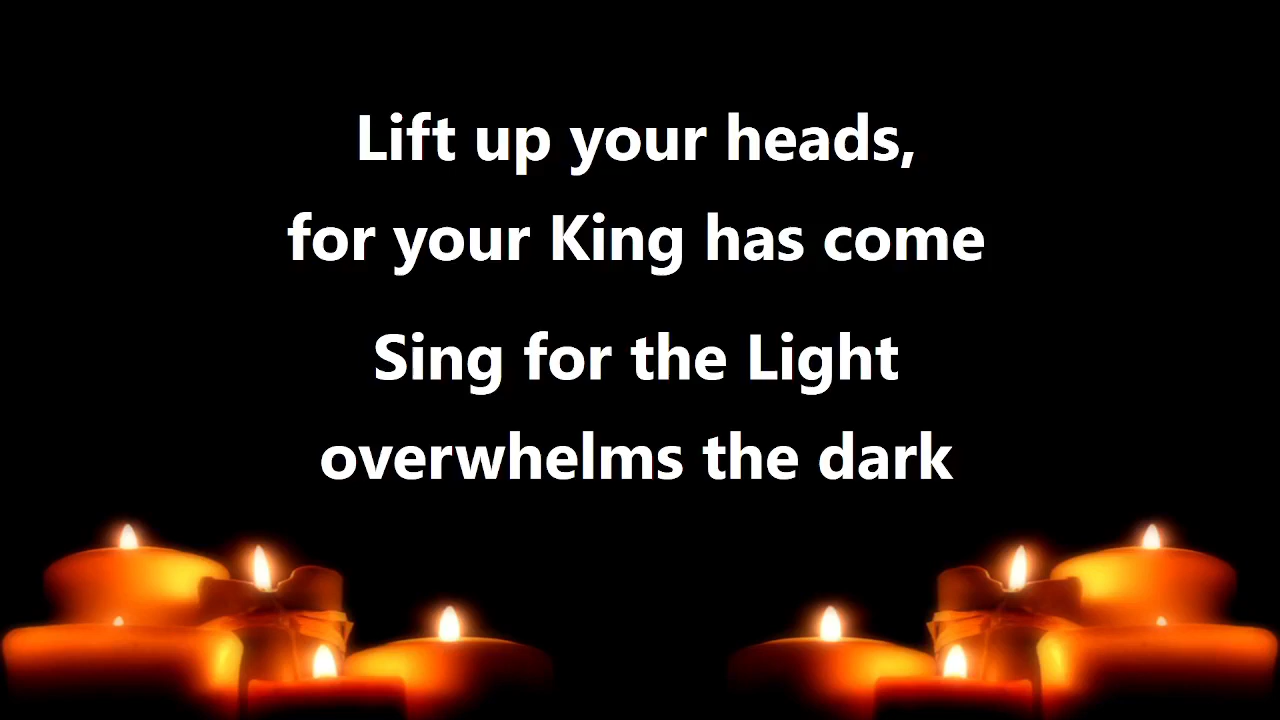 Lift up your heads,
for your King has come
Sing for the Light
overwhelms the dark